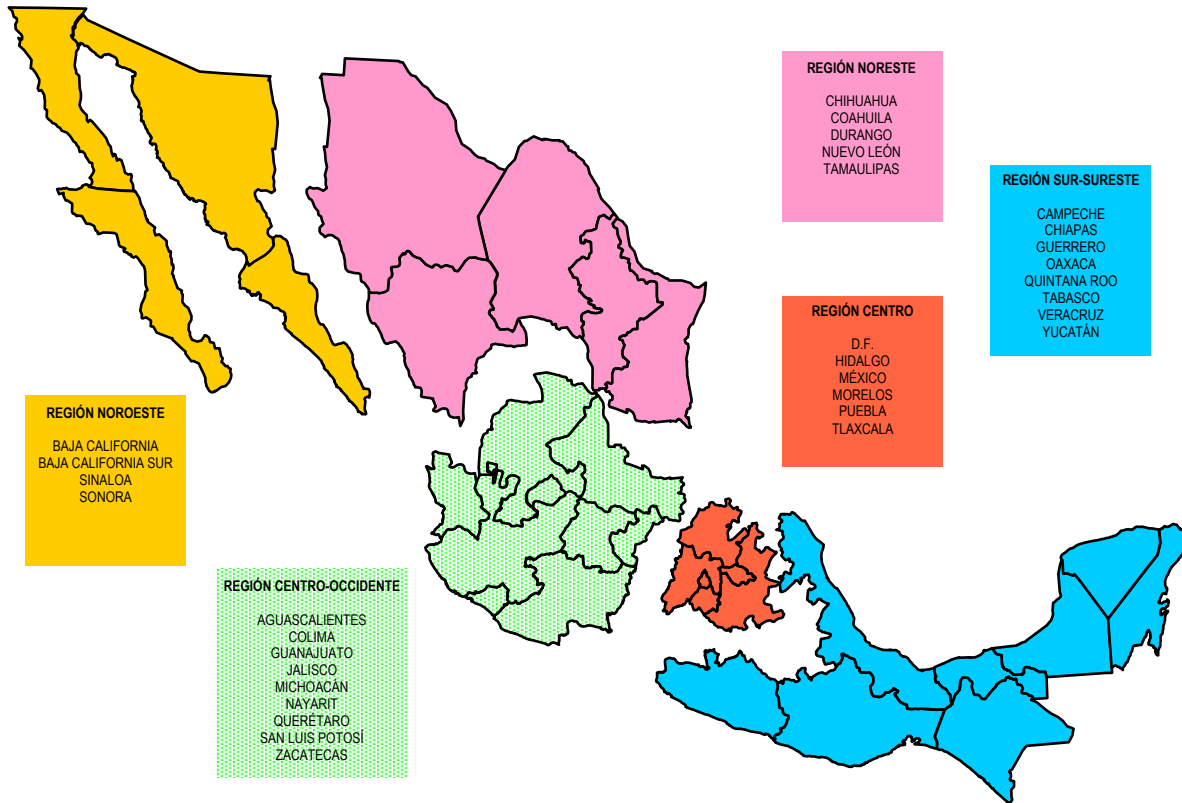 REGIÓN NORESTE
CHIHUAHUA
COAHUILA
DURANGO
NUEVO LEÓN
TAMAULIPAS
REGIÓN SUR-SURESTE
CAMPECHE
CHIAPAS
GUERRERO
OAXACA
QUINTANA ROO
TABASCO
VERACRUZ
YUCATÁN
REGIÓN CENTRO
D.F.
HIDALGO
MÉXICO
MORELOS
PUEBLA
TLAXCALA
REGIÓN NOROESTE
BAJA CALIFORNIA
BAJA CALIFORNIA SUR
SINALOA
SONORA
REGIÓN CENTRO-OCCIDENTE
AGUASCALIENTES
COLIMA
GUANAJUATO
JALISCO
MICHOACÁN
NAYARIT
QUERÉTARO
SAN LUIS POTOSÍ
ZACATECAS